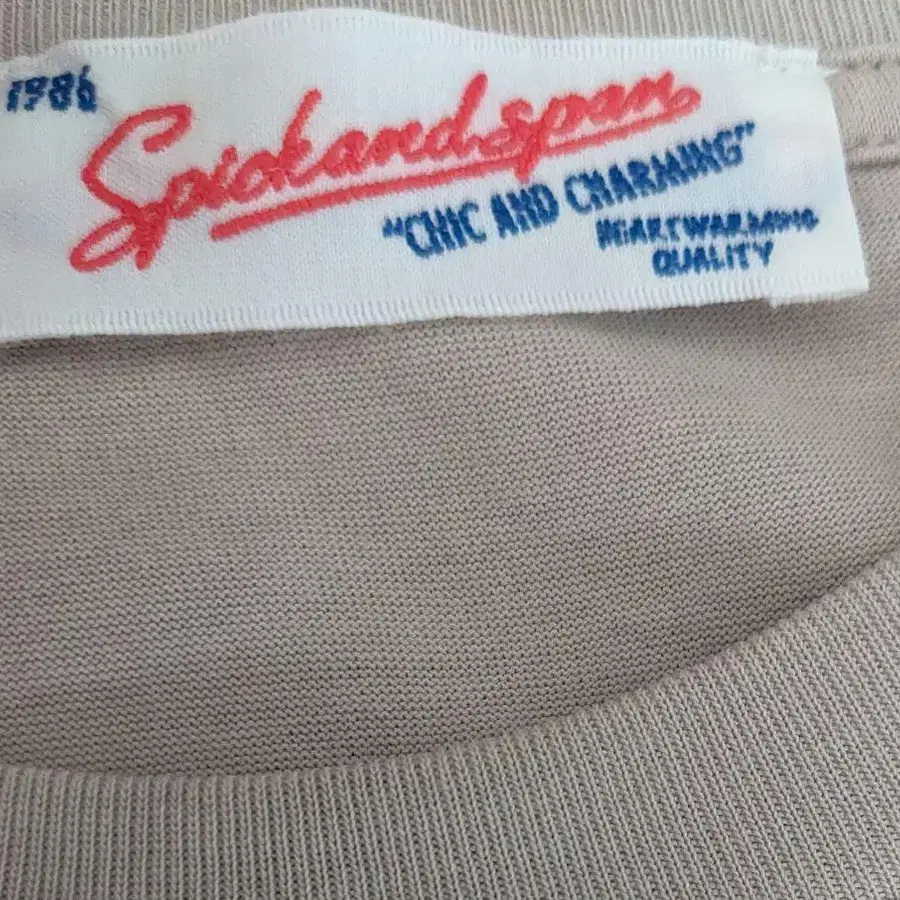 1986
Spickandspan
"CHIC AND CHARMING"
HEARTWARMING
QUALITY